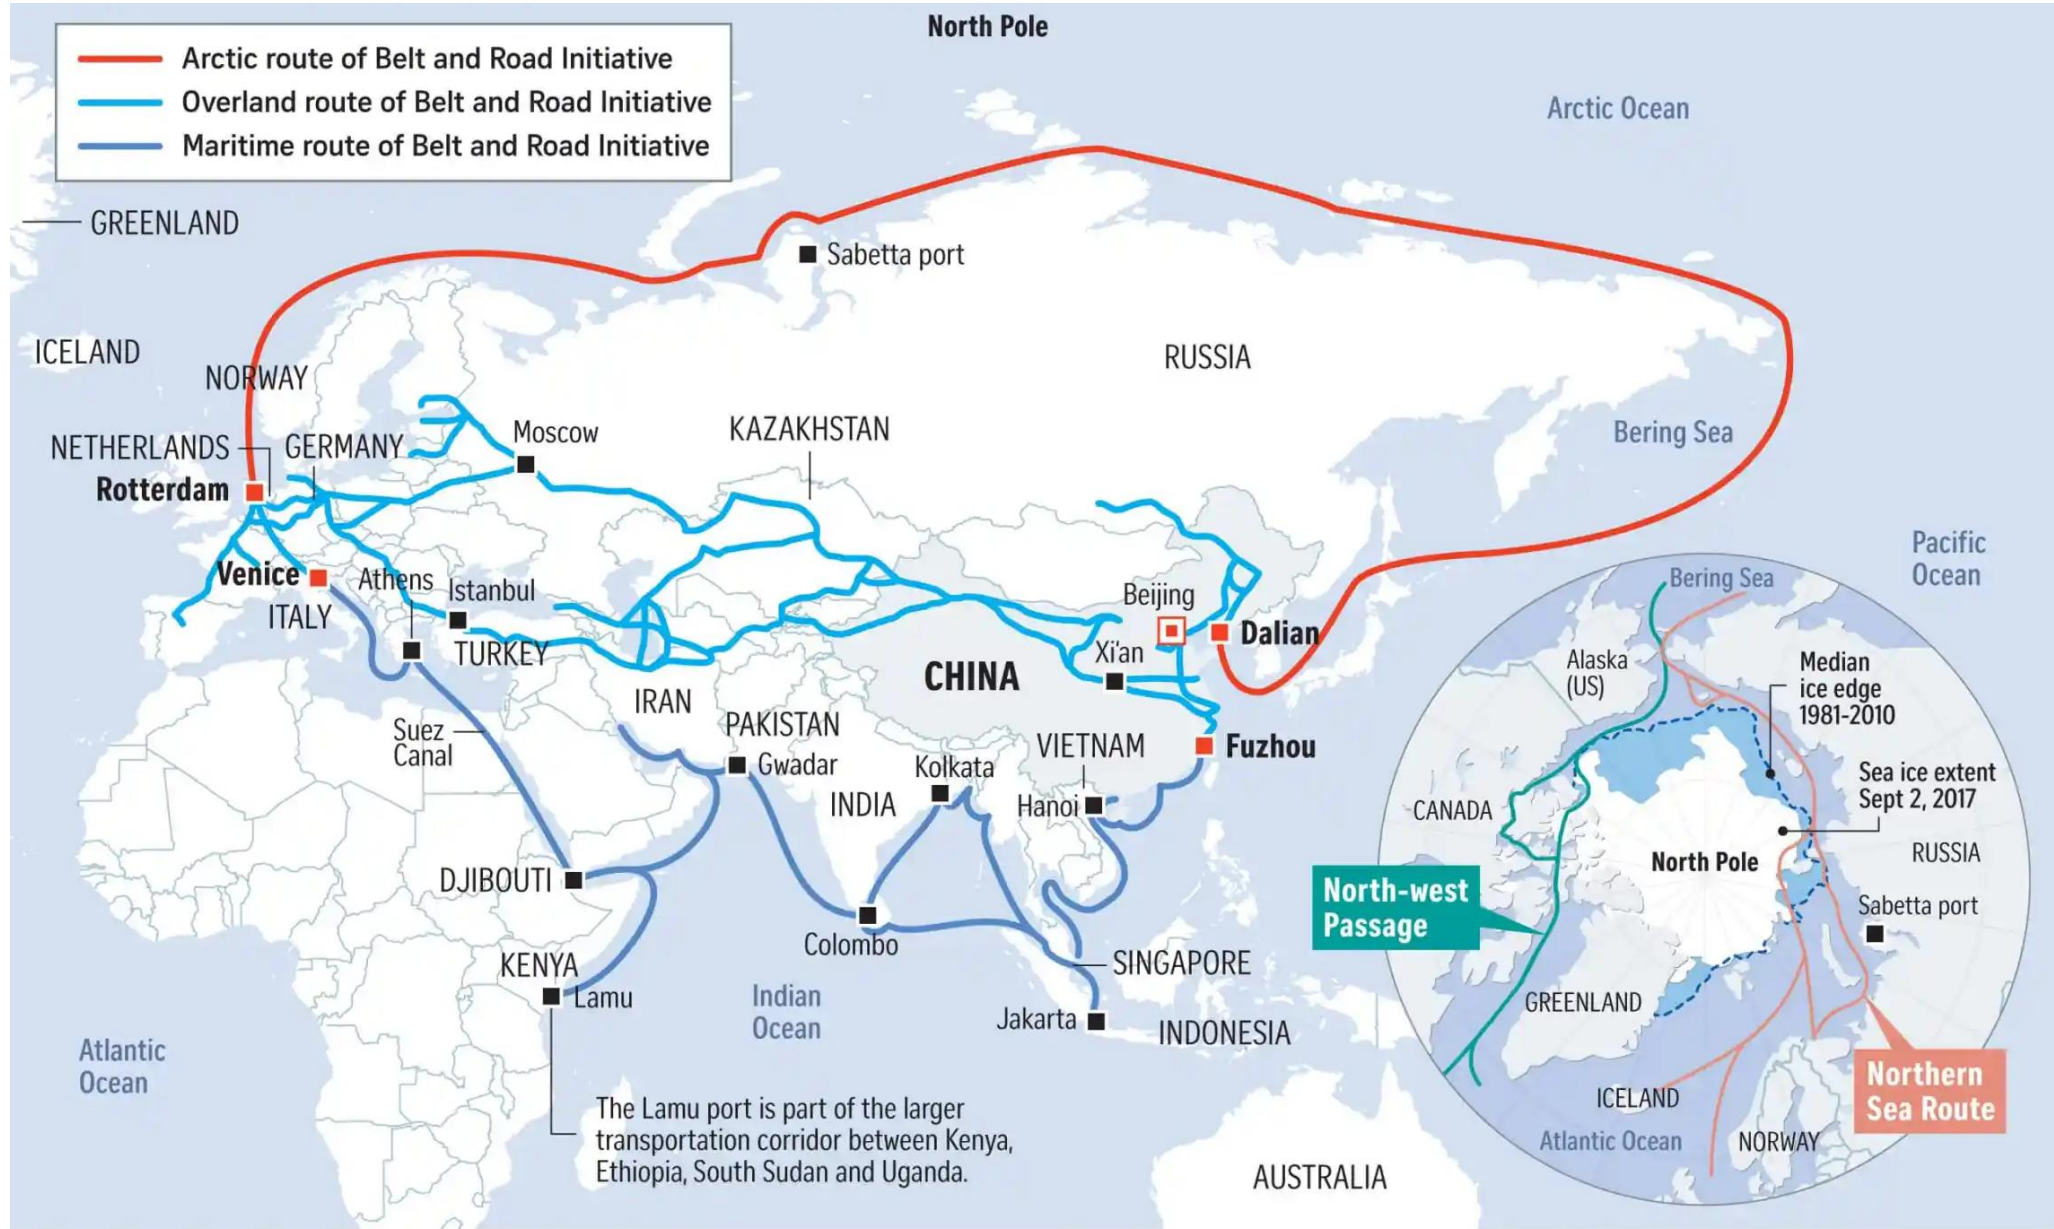 North Pole
Arctic route of Belt and Road Initiative
Overland route of Belt and Road Initiative
Maritime route of Belt and Road Initiative
Arctic Ocean
GREENLAND
Sabetta port
ICELAND
RUSSIA
NORWAY
Bering Sea
KAZAKHSTAN
Moscow
NETHERLANDS
GERMANY
Rotterdam
Pacific
Ocean
Venice
Athens
Istanbul
ITALY
TURKEY
Beijing
Dalian
Xi'an
CHINA
IRAN
PAKISTAN
Suez
Canal
Gwadar
VIETNAM
Fuzhou
Kolkata
INDIA
Hanoi
DJIBOUTI
Colombo
SINGAPORE
KENYA
Lamu
Indian
Ocean
Jakarta
INDONESIA
Atlantic
Ocean
The Lamu port is part of the larger
transportation corridor between Kenya,
Ethiopia, South Sudan and Uganda.
AUSTRALIA
Bering Sea
Alaska
(US)
Median
ice edge
1981-2010
Sea ice extent
Sept 2, 2017
CANADA
North Pole
RUSSIA
North-west
Passage
Sabetta port
GREENLAND
Northern
Sea Route
ICELAND
Atlantic Ocean
NORWAY